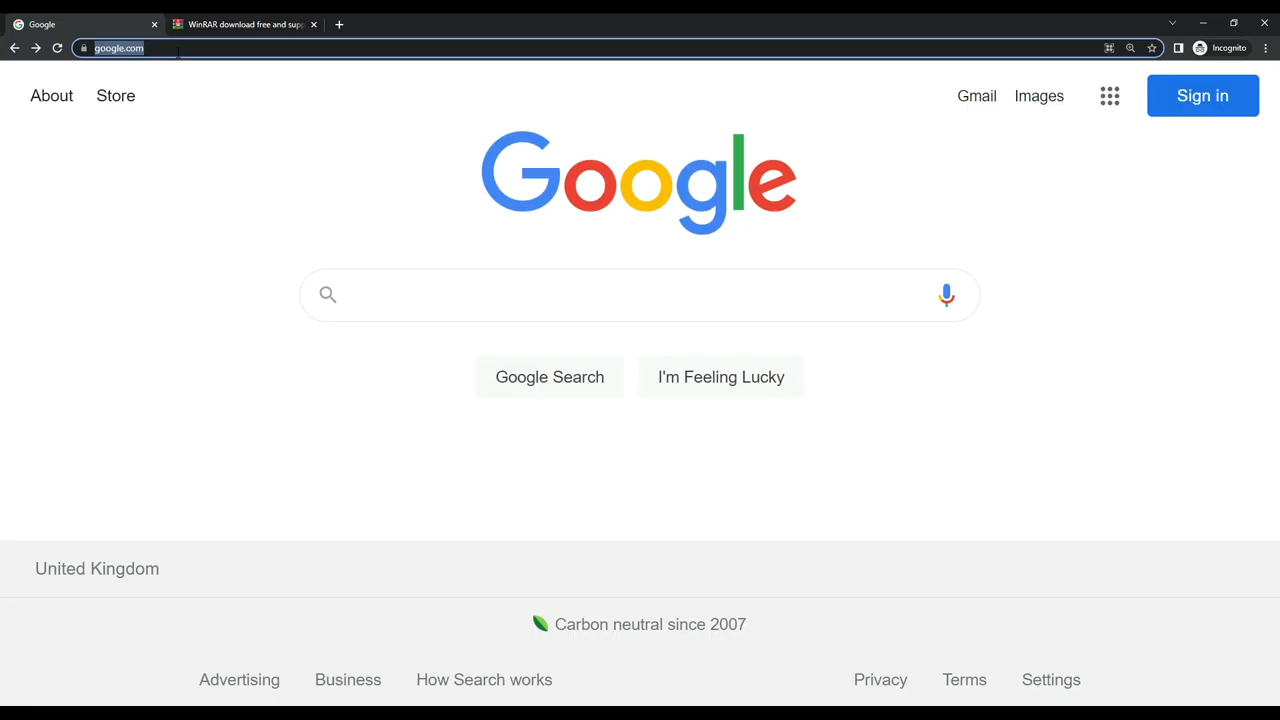 Google
WinRAR download free and supp
google.com
Incognito
About Store Gmail Images Sign in
Google
Google Search I'm Feeling Lucky
United Kingdom
Carbon neutral since 2007
Advertising Business How Search works Privacy Terms Settings